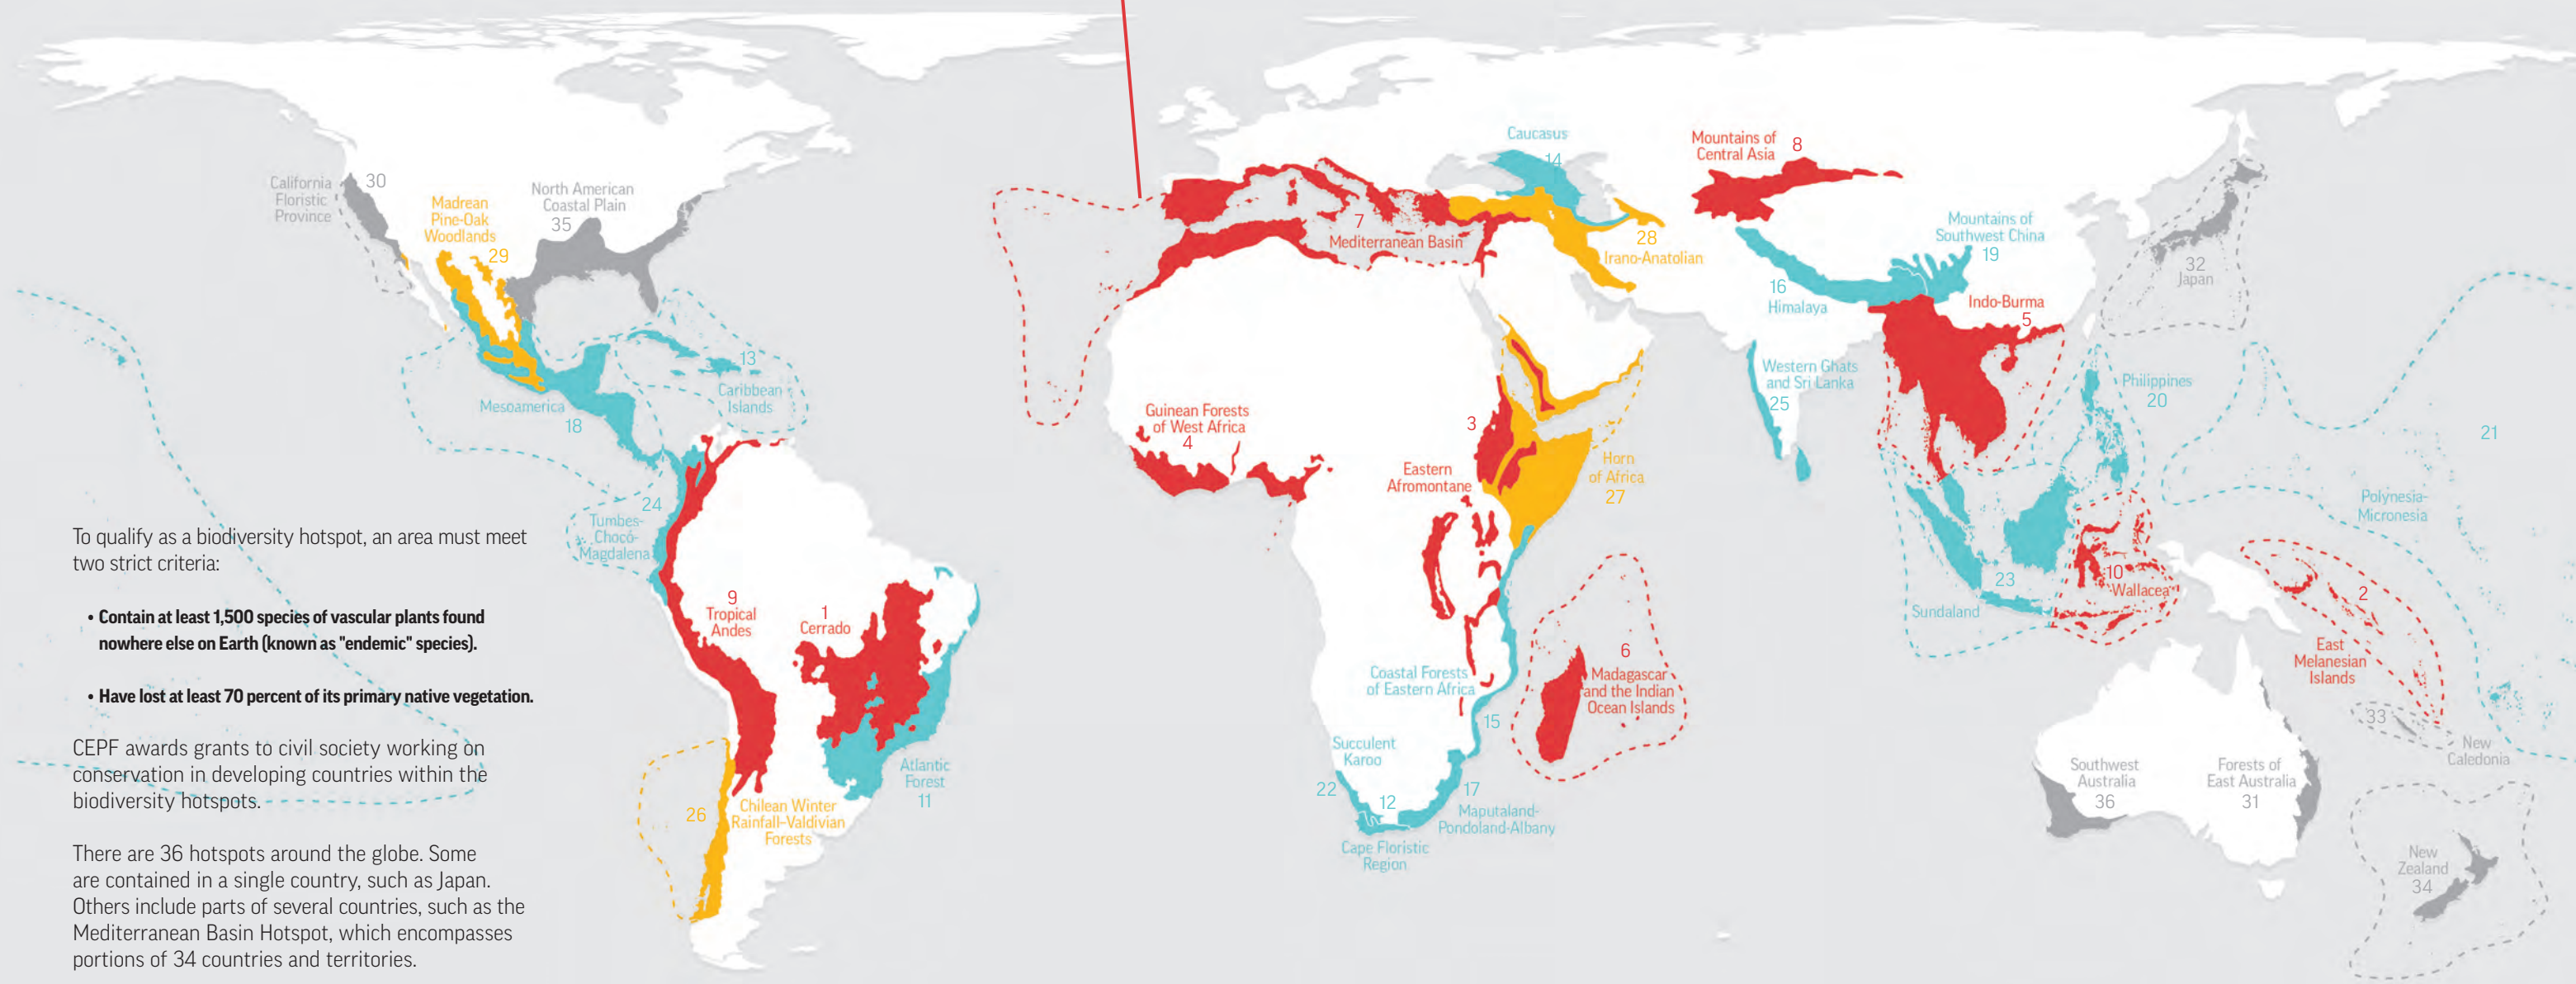 California
Floristic
Province
30
Madrean
Pine-Oak
Woodlands
29
North American
Coastal Plain
35
Mesoamerica
18
13
Caribbean
Islands
24
Tumbes-
Chocó-
Magdalena
9
Tropical
Andes
1
Cerrado
Atlantic
Forest
11
26
Chilean Winter
Rainfall–Valdivian
Forests
To qualify as a biodiversity hotspot, an area must meet
two strict criteria:
• Contain at least 1,500 species of vascular plants found
nowhere else on Earth (known as "endemic" species).
• Have lost at least 70 percent of its primary native vegetation.
CEPF awards grants to civil society working on
conservation in developing countries within the
biodiversity hotspots.
There are 36 hotspots around the globe. Some
are contained in a single country, such as Japan.
Others include parts of several countries, such as the
Mediterranean Basin Hotspot, which encompasses
portions of 34 countries and territories.
Caucasus
14
Mountains of
Central Asia
8
7
Mediterranean Basin
28
Irano-Anatolian
Mountains of
Southwest China
19
16
Himalaya
Indo-Burma
5
32
Japan
Western Ghats
and Sri Lanka
25
Philippines
20
21
Polynesia-
Micronesia
Guinean Forests
of West Africa
4
3
Eastern
Afromontane
Horn
of Africa
27
23
Sundaland
10
Wallacea
2
East
Melanesian
Islands
6
Madagascar
and the Indian
Ocean Islands
Coastal Forests
of Eastern Africa
15
Succulent
Karoo
22
12
Cape Floristic
Region
17
Maputaland-
Pondoland-Albany
33
New
Caledonia
Southwest
Australia
36
Forests of
East Australia
31
New
Zealand
34